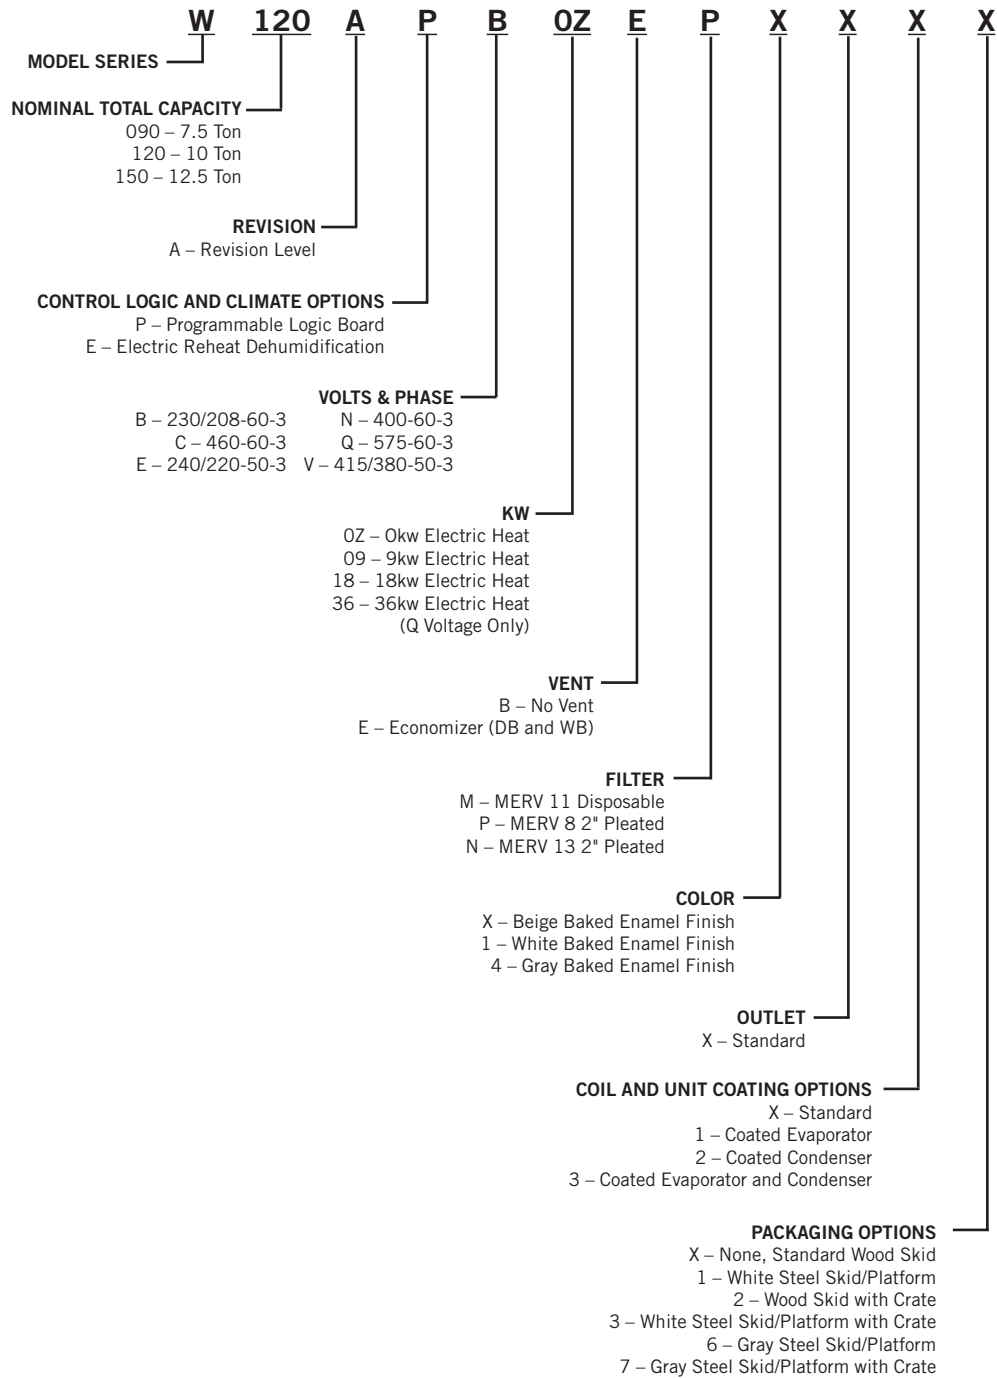 W 120 A P B 0Z E P X X X X
MODEL SERIES
NOMINAL TOTAL CAPACITY
090 – 7.5 Ton
120 – 10 Ton
150 – 12.5 Ton
REVISION
A – Revision Level
CONTROL LOGIC AND CLIMATE OPTIONS
P – Programmable Logic Board
E – Electric Reheat Dehumidification
VOLTS & PHASE
B – 230/208-60-3 N – 400-60-3
C – 460-60-3 Q – 575-60-3
E – 240/220-50-3 V – 415/380-50-3
KW
0Z – 0kw Electric Heat
09 – 9kw Electric Heat
18 – 18kw Electric Heat
36 – 36kw Electric Heat
(Q Voltage Only)
VENT
B – No Vent
E – Economizer (DB and WB)
FILTER
M – MERV 11 Disposable
P – MERV 8 2" Pleated
N – MERV 13 2" Pleated
COLOR
X – Beige Baked Enamel Finish
1 – White Baked Enamel Finish
4 – Gray Baked Enamel Finish
OUTLET
X – Standard
COIL AND UNIT COATING OPTIONS
X – Standard
1 – Coated Evaporator
2 – Coated Condenser
3 – Coated Evaporator and Condenser
PACKAGING OPTIONS
X – None, Standard Wood Skid
1 – White Steel Skid/Platform
2 – Wood Skid with Crate
3 – White Steel Skid/Platform with Crate
6 – Gray Steel Skid/Platform
7 – Gray Steel Skid/Platform with Crate